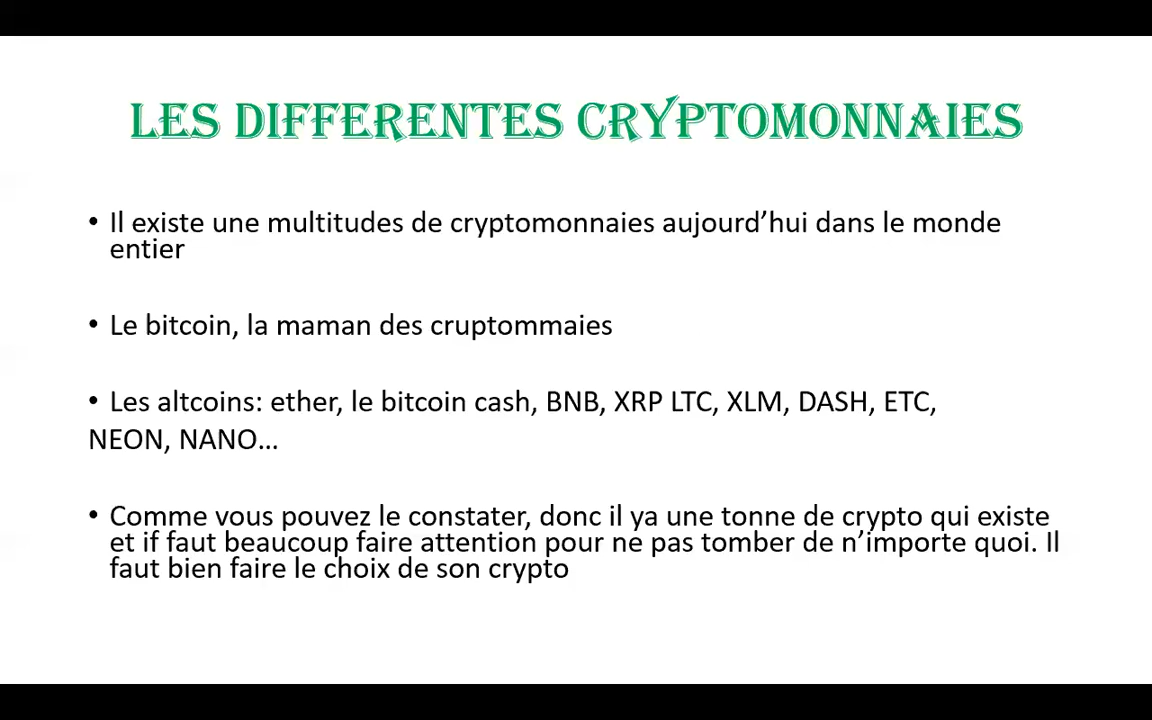 LES DIFFERENTES CRYPTOMONNAIES
• Il existe une multitudes de cryptomonnaies aujourd’hui dans le monde
entier
• Le bitcoin, la maman des cruptommaies
• Les altcoins: ether, le bitcoin cash, BNB, XRP LTC, XLM, DASH, ETC,
NEON, NANO…
• Comme vous pouvez le constater, donc il ya une tonne de crypto qui existe
et if faut beaucoup faire attention pour ne pas tomber de n’importe quoi. Il
faut bien faire le choix de son crypto